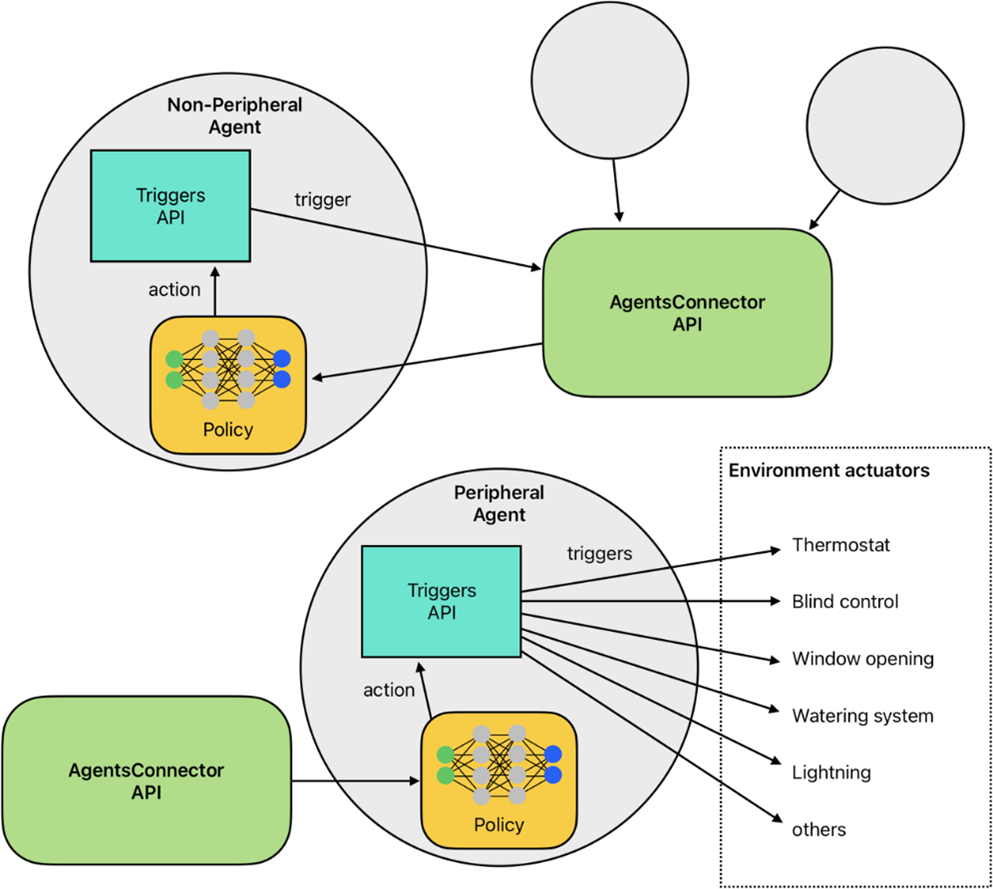 Non-Peripheral
Agent
Triggers
API
trigger
action
Policy
AgentsConnector
API
Peripheral
Agent
Triggers
API
triggers
action
Policy
AgentsConnector
API
Environment actuators
Thermostat
Blind control
Window opening
Watering system
Lightning
others